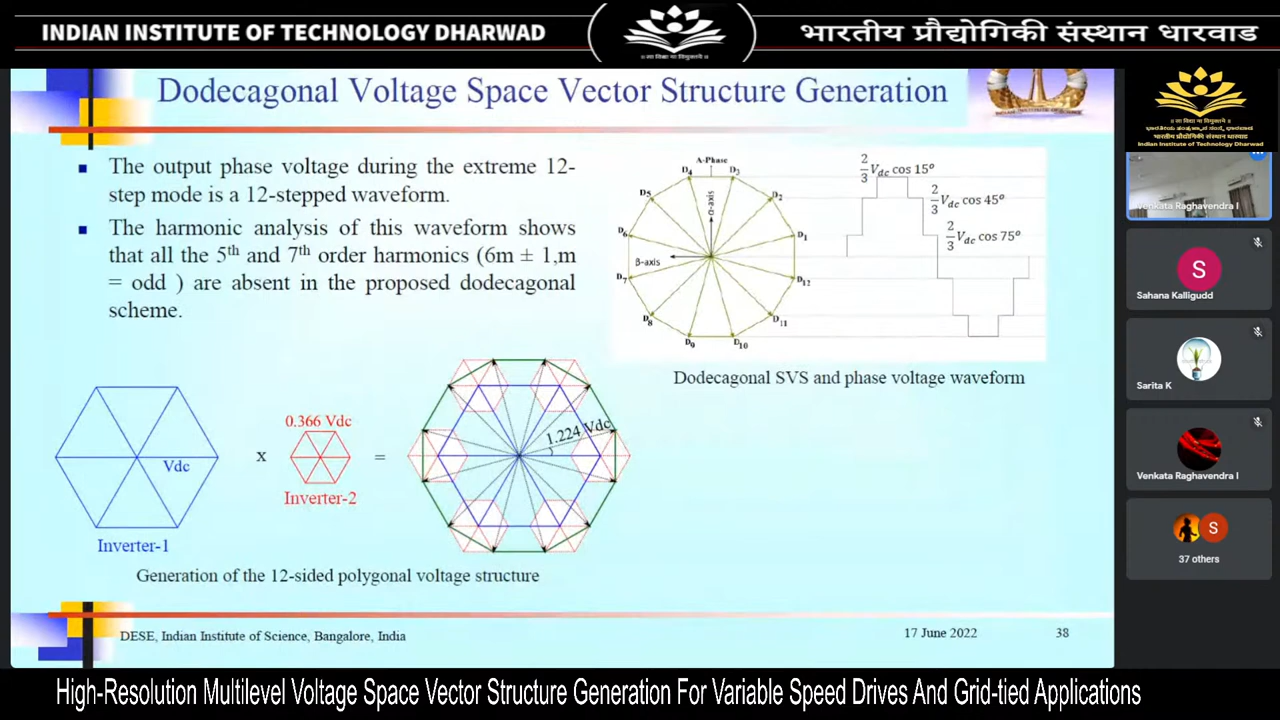 INDIAN INSTITUTE OF TECHNOLOGY DHARWAD
भारतीय प्रौद्योगिकी संस्थान धारवाड
Dodecagonal Voltage Space Vector Structure Generation
The output phase voltage during the extreme 12-
step mode is a 12-stepped waveform.
The harmonic analysis of this waveform shows
that all the 5th and 7th order harmonics (6m ± 1,m
= odd ) are absent in the proposed dodecagonal
scheme.
A-Phase
D4
D3
D5
D2
D6
D1
D7
D12
D8
D11
D9
D10
α-axis
β-axis
2/3 Vdc cos 15°
2/3 Vdc cos 45°
2/3 Vdc cos 75°
Dodecagonal SVS and phase voltage waveform
Vdc
Inverter-1
x
0.366 Vdc
Inverter-2
=
1.224 Vdc
Generation of the 12-sided polygonal voltage structure
DESE, Indian Institute of Science, Bangalore, India
17 June 2022
38
भारतीय प्रौद्योगिकी संस्थान धारवाड
Indian Institute of Technology Dharwad
Venkata Raghavendra I
S
Sahana Kalligudd
Sarita K
Venkata Raghavendra I
S
37 others
High-Resolution Multilevel Voltage Space Vector Structure Generation For Variable Speed Drives And Grid-tied Applications